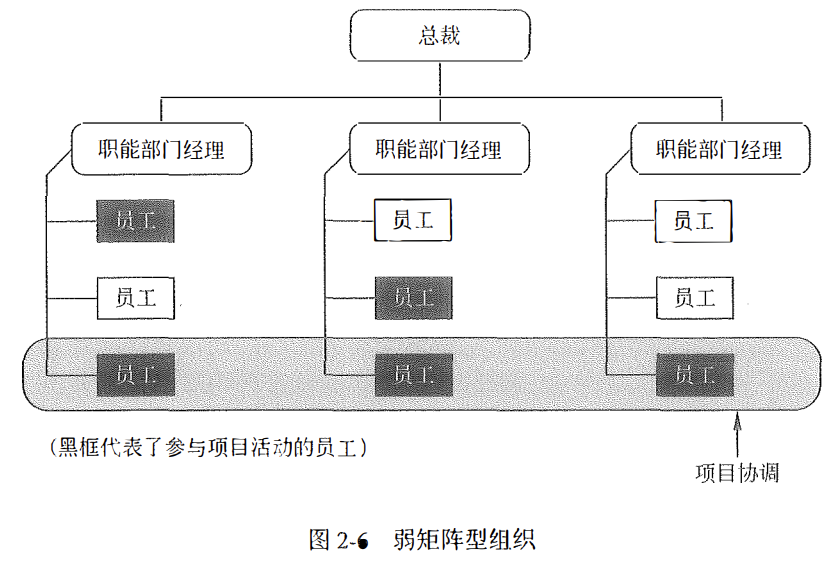 总裁
职能部门经理 职能部门经理 职能部门经理
员工 员工 员工
员工 员工 员工
员工 员工 员工
(黑框代表了参与项目活动的员工)
项目协调
图 2-6 弱矩阵型组织